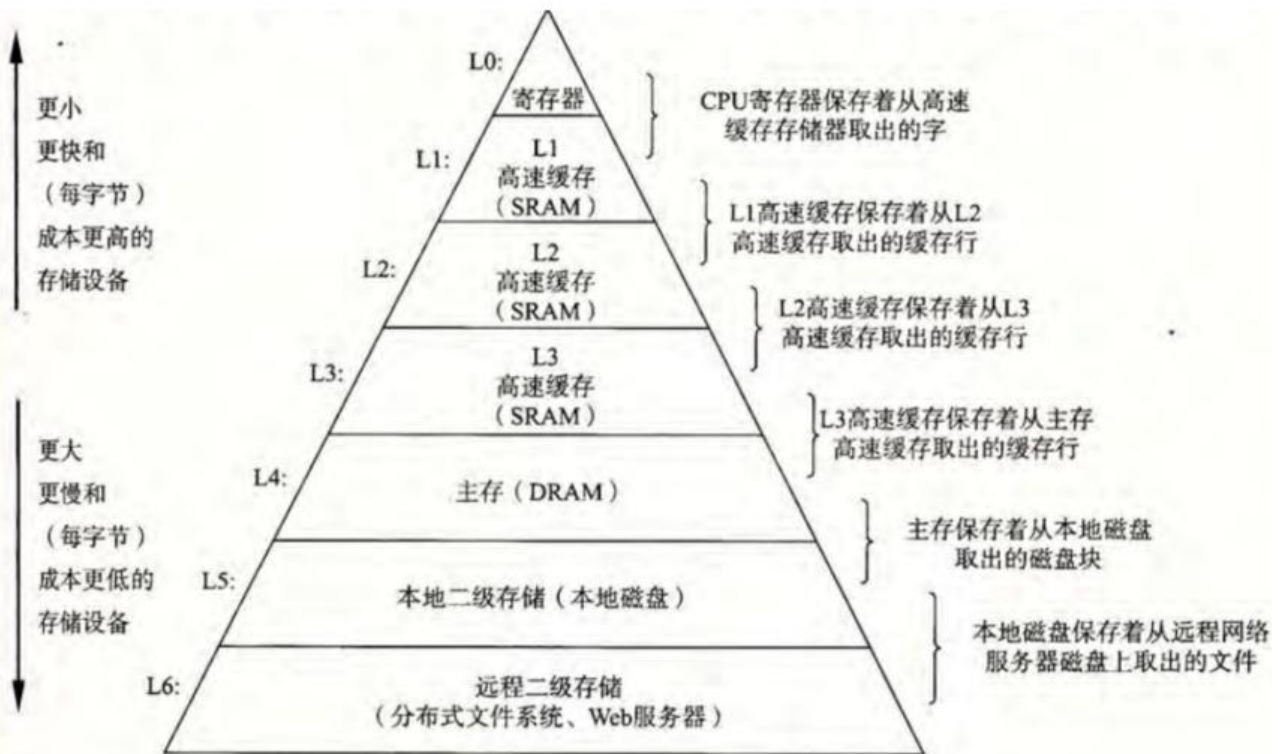 更小
更快和
（每字节）
成本更高的
存储设备
更大
更慢和
（每字节）
成本更低的
存储设备
L0:
寄存器
CPU寄存器保存着从高速
缓存存储器取出的字
L1:
L1
高速缓存
（SRAM）
L1高速缓存保存着从L2
高速缓存取出的缓存行
L2:
L2
高速缓存
（SRAM）
L2高速缓存保存着从L3
高速缓存取出的缓存行
L3:
L3
高速缓存
（SRAM）
L3高速缓存保存着从主存
高速缓存取出的缓存行
L4:
主存（DRAM）
主存保存着从本地磁盘
取出的磁盘块
L5:
本地二级存储（本地磁盘）
本地磁盘保存着从远程网络
服务器磁盘上取出的文件
L6:
远程二级存储
（分布式文件系统、Web服务器）